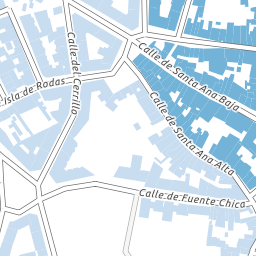 Calle del Cerrillo
Calle de Santa Ana Baja
Isla de Rodas
Calle de Santa Ana Alta
Calle de Fuente Chica